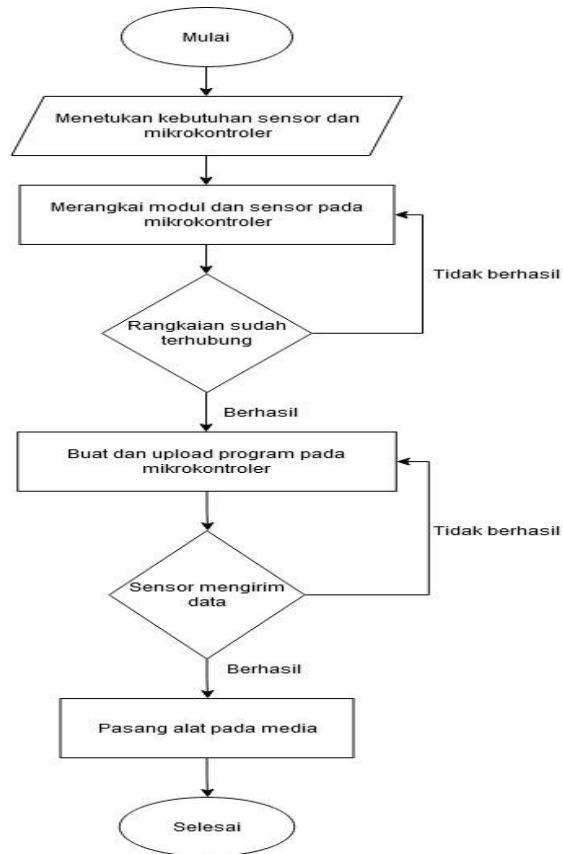 Mulai
Menetukan kebutuhan sensor dan
mikrokontroler
Merangkai modul dan sensor pada
mikrokontroler
Tidak berhasil
Rangkaian sudah
terhubung
Berhasil
Buat dan upload program pada
mikrokontroler
Tidak berhasil
Sensor mengirim
data
Berhasil
Pasang alat pada media
Selesai